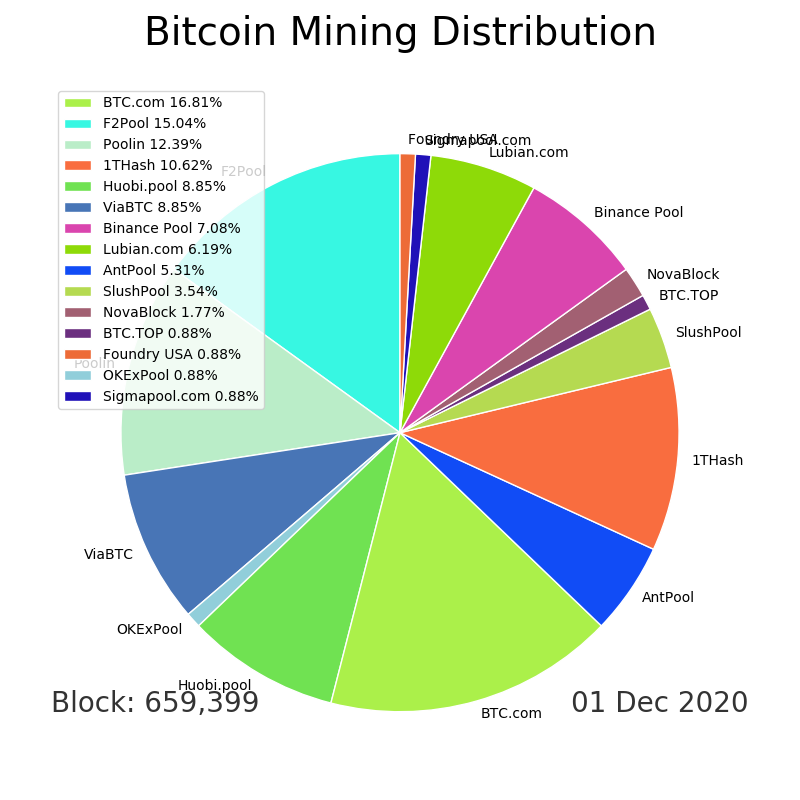 Bitcoin Mining Distribution
BTC.com 16.81%
F2Pool 15.04%
Poolin 12.39%
1THash 10.62%
Huobi.pool 8.85%
ViaBTC 8.85%
Binance Pool 7.08%
Lubian.com 6.19%
AntPool 5.31%
SlushPool 3.54%
NovaBlock 1.77%
BTC.TOP 0.88%
Foundry USA 0.88%
OKExPool 0.88%
Sigmapool.com 0.88%
Foundry USA
Sigmapool.com
Lubian.com
F2Pool
Binance Pool
NovaBlock
BTC.TOP
SlushPool
Poolin
1THash
ViaBTC
AntPool
OKExPool
Huobi.pool
BTC.com
Block: 659,399
01 Dec 2020